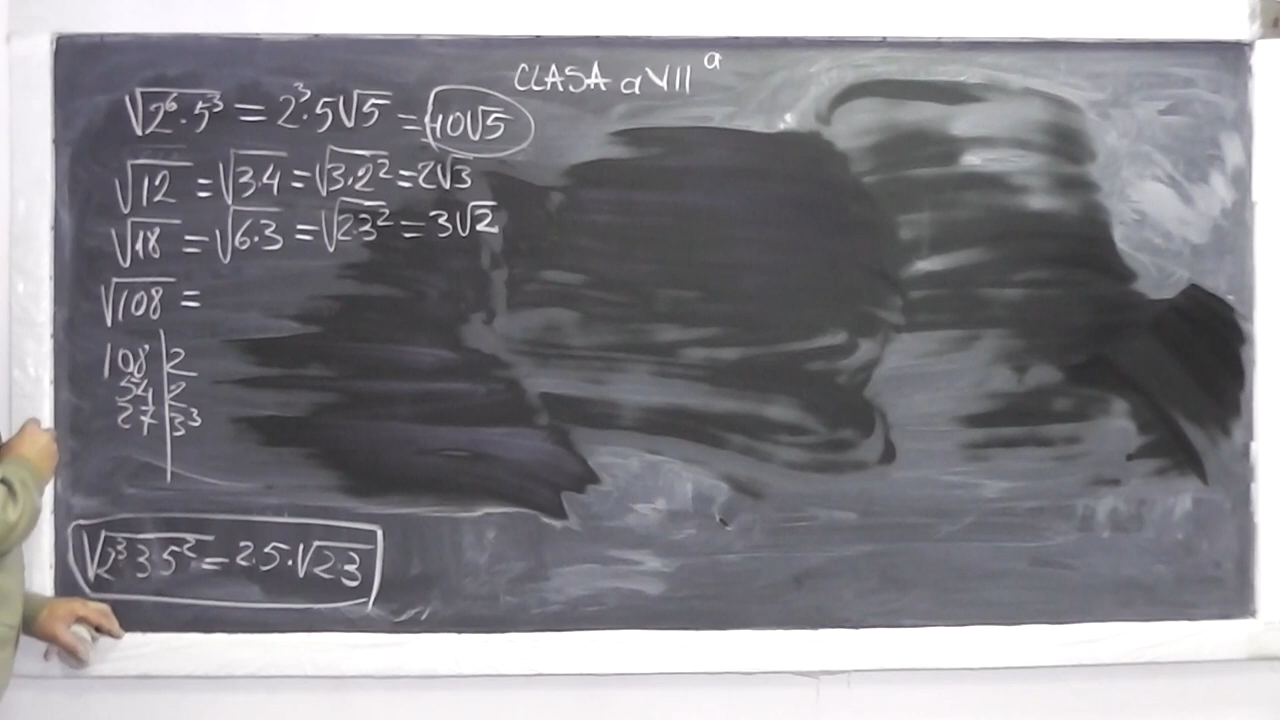 CLASA a VII ᵃ
√2⁶·5³ = 2³·5√5 = 40√5
√12 = √3·4 = √3·2² = 2√3
√18 = √6·3 = √2·3² = 3√2
√108 =
108 | 2
54 | 2
27 | 3³
√2³·3·5² = 2·5·√2·3